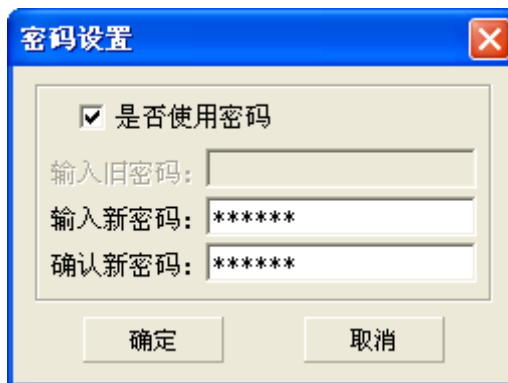 密码设置
是否使用密码
输入旧密码：
输入新密码：******
确认新密码：******
确定 取消